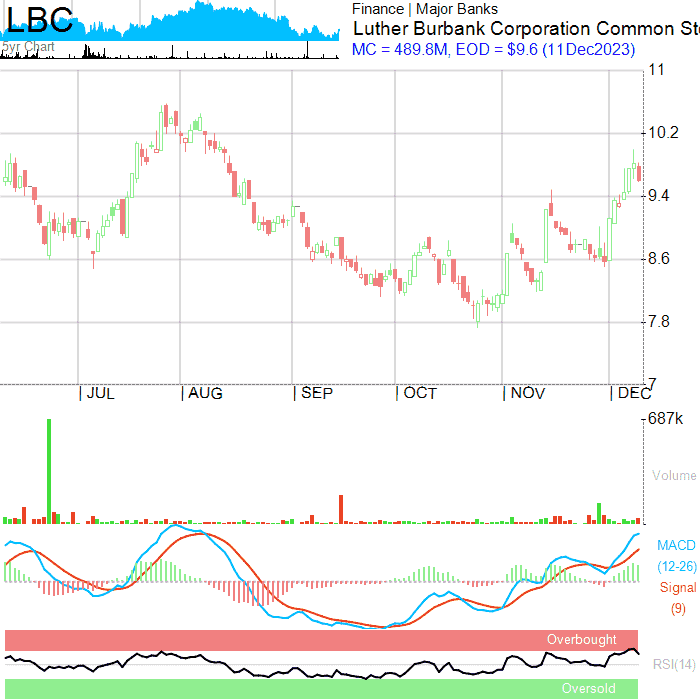 LBC
5yr Chart
Finance | Major Banks
Luther Burbank Corporation Common Sto
MC = 489.8M, EOD = $9.6 (11Dec2023)
11
10.2
9.4
8.6
7.8
7
JUL AUG SEP OCT NOV DEC
687k
Volume
MACD
(12-26)
Signal
(9)
Overbought
RSI(14)
Oversold